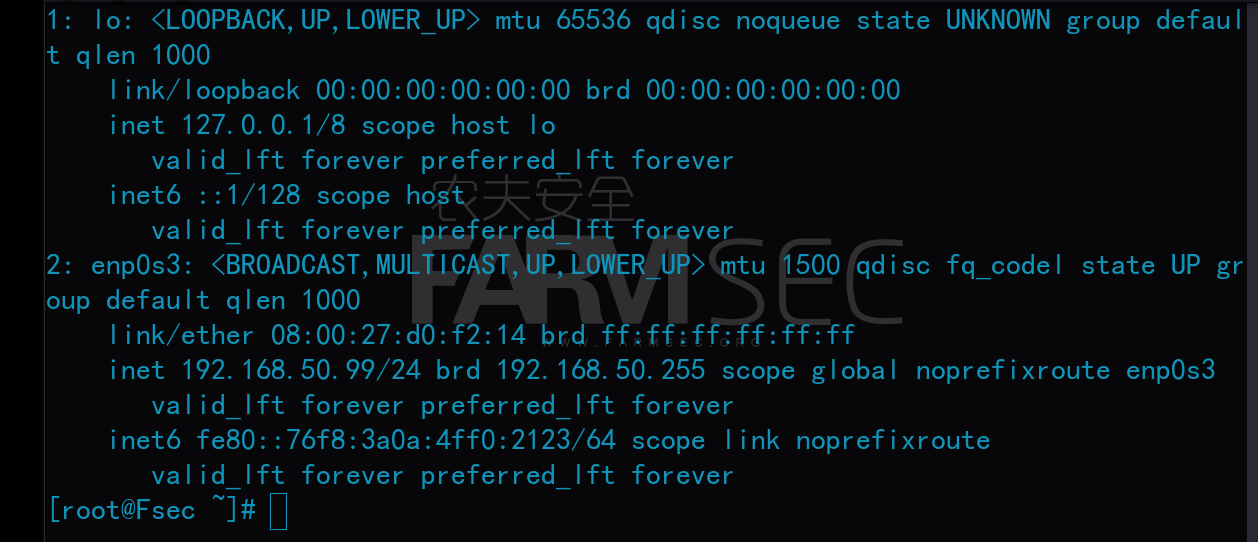 1: lo: <LOOPBACK,UP,LOWER_UP> mtu 65536 qdisc noqueue state UNKNOWN group defaul
t qlen 1000
link/loopback 00:00:00:00:00:00 brd 00:00:00:00:00:00
inet 127.0.0.1/8 scope host lo
valid_lft forever preferred_lft forever
inet6 ::1/128 scope host
农夫安全
valid_lft forever preferred_lft forever
FARMSEC
2: enp0s3: <BROADCAST,MULTICAST,UP,LOWER_UP> mtu 1500 qdisc fq_codel state UP gr
oup default qlen 1000
link/ether 08:00:27:d0:f2:14 brd ff:ff:ff:ff:ff:ff
WWW.FARMSEC.ORG
inet 192.168.50.99/24 brd 192.168.50.255 scope global noprefixroute enp0s3
valid_lft forever preferred_lft forever
inet6 fe80::76f8:3a0a:4ff0:2123/64 scope link noprefixroute
valid_lft forever preferred_lft forever
[root@Fsec ~]#